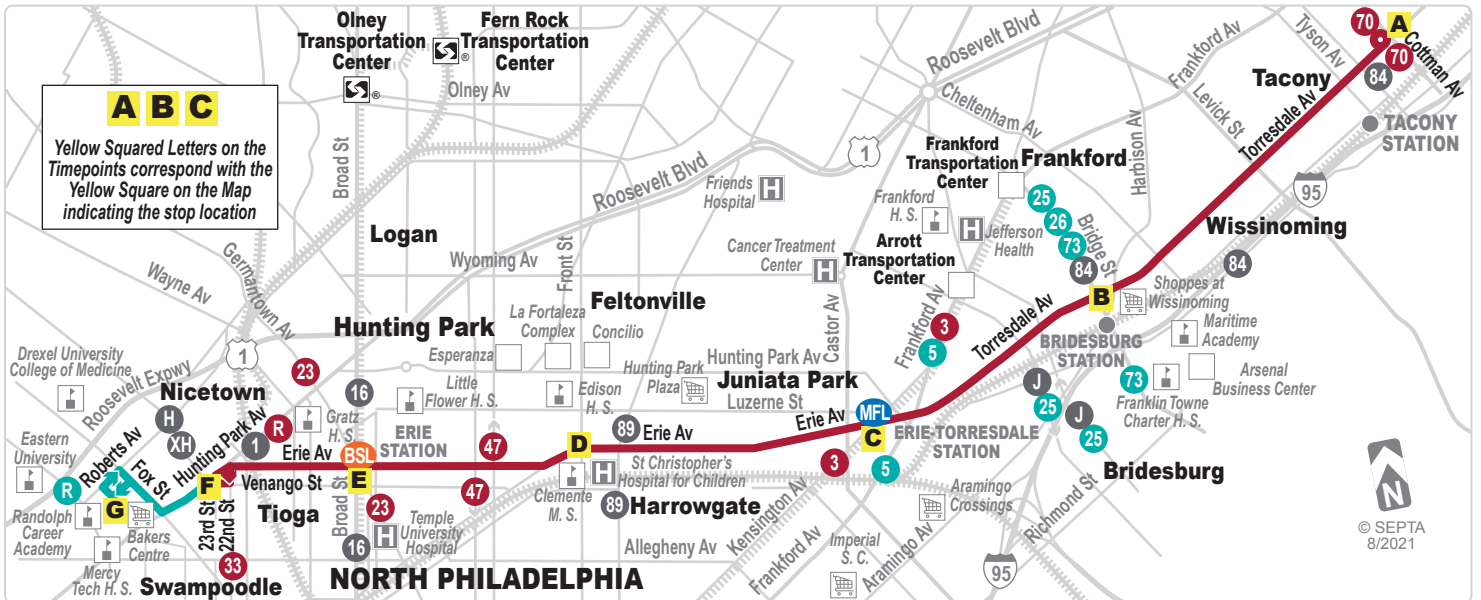 Olney
Transportation
Center
Fern Rock
Transportation
Center
®
®
Olney Av
A B C
Yellow Squared Letters on the
Timepoints correspond with the
Yellow Square on the Map
indicating the stop location
Broad St
Roosevelt Blvd
Frankford Av
Tyson Av
70
A
Cottman Av
70
84
Tacony
Levick St
Torresdale Av
TACONY
STATION
Cheltenham Av
Harbison Av
1
Roosevelt Blvd
Friends
Hospital
H
Frankford
Transportation
Center
Frankford
25
26
73
84
Bridge St
Frankford
H. S.
H
Jefferson
Health
95
Wissinoming
84
Logan
Germantown Av
Wayne Av
Wyoming Av
Front St
Cancer Treatment
Center
H
Arrott
Transportation
Center
B
Shoppes at
Wissinoming
Maritime
Academy
BRIDESBURG
STATION
Feltonville
La Fortaleza
Complex
Concilio
Hunting Park
Esperanza
Castor Av
Frankford Av
3
5
Torresdale Av
1
Drexel University
College of Medicine
Roosevelt Expwy
23
Nicetown
16
Little
Flower H. S.
Edison
H. S.
Hunting Park
Plaza
Hunting Park Av
Juniata Park
Luzerne St
J
25
J
25
73
Franklin Towne
Charter H. S.
Arsenal
Business Center
H
XH
Hunting Park Av
1
R
Gratz
H. S.
Erie Av
BSL
ERIE
STATION
47
D
89
Erie Av
Erie Av
MFL
C
ERIE TORRESDALE
STATION
Eastern
University
R
Roberts Av
Fox St
G
F
Venango St
E
47
Clemente
M. S.
H
St Christopher's
Hospital for Children
3
5
Bridesburg
Randolph
Career
Academy
Bakers
Centre
23rd St
22nd St
Tioga
Broad St
23
H
Temple
University
Hospital
89
Harrowgate
Kensington Av
Aramingo
Crossings
Richmond St
N
© SEPTA
8/2021
Mercy
Tech H. S.
Swampoodle
33
16
Allegheny Av
NORTH PHILADELPHIA
Frankford Av
Imperial
S. C.
Aramingo Av
95